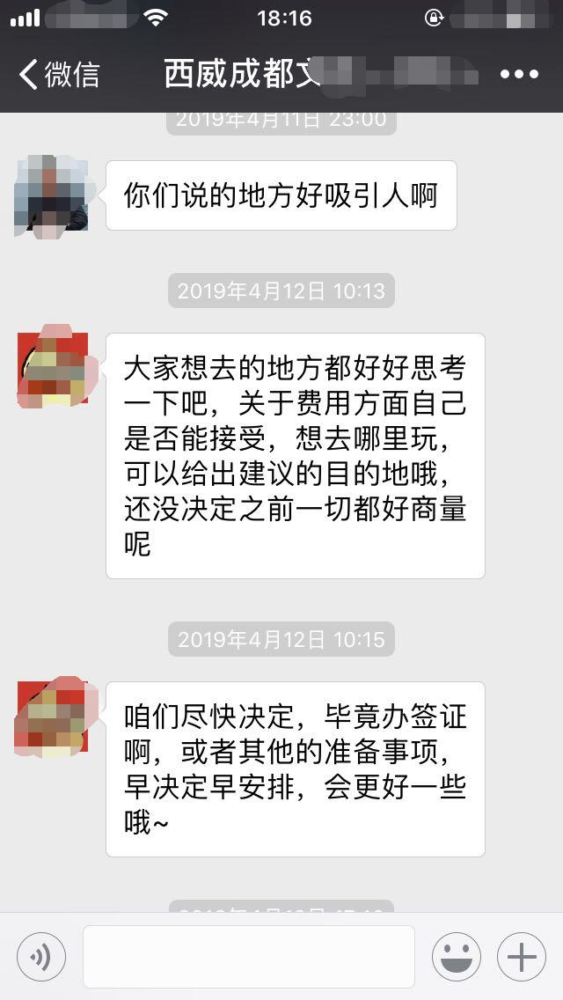 18:16
微信
西威成都文
2019年4月11日 23:00
你们说的地方好吸引人啊
2019年4月12日 10:13
大家想去的地方都好好思考
一下吧，关于费用方面自己
是否能接受，想去哪里玩，
可以给出建议的目的地哦，
还没决定之前一切都好商量
呢
2019年4月12日 10:15
咱们尽快决定，毕竟办签证
啊，或者其他的准备事项，
早决定早安排，会更好一些
哦~